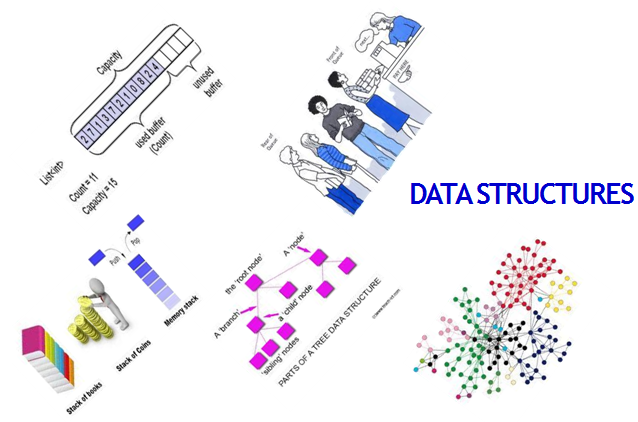 Capacity
2 7 1 3 7 2 1 0 8 2 4
unused
buffer
used buffer
(Count)
List<int>
Count = 11
Capacity = 15
Front of
Queue
PAY HERE
Rear of
Queue
DATA STRUCTURES
Push
Pop
Memory stack
Stack of Coins
Stack of books
the 'root node'
A 'node'
A 'branch'
a 'child' node
'sibling' nodes
PARTS OF A TREE DATA STRUCTURE